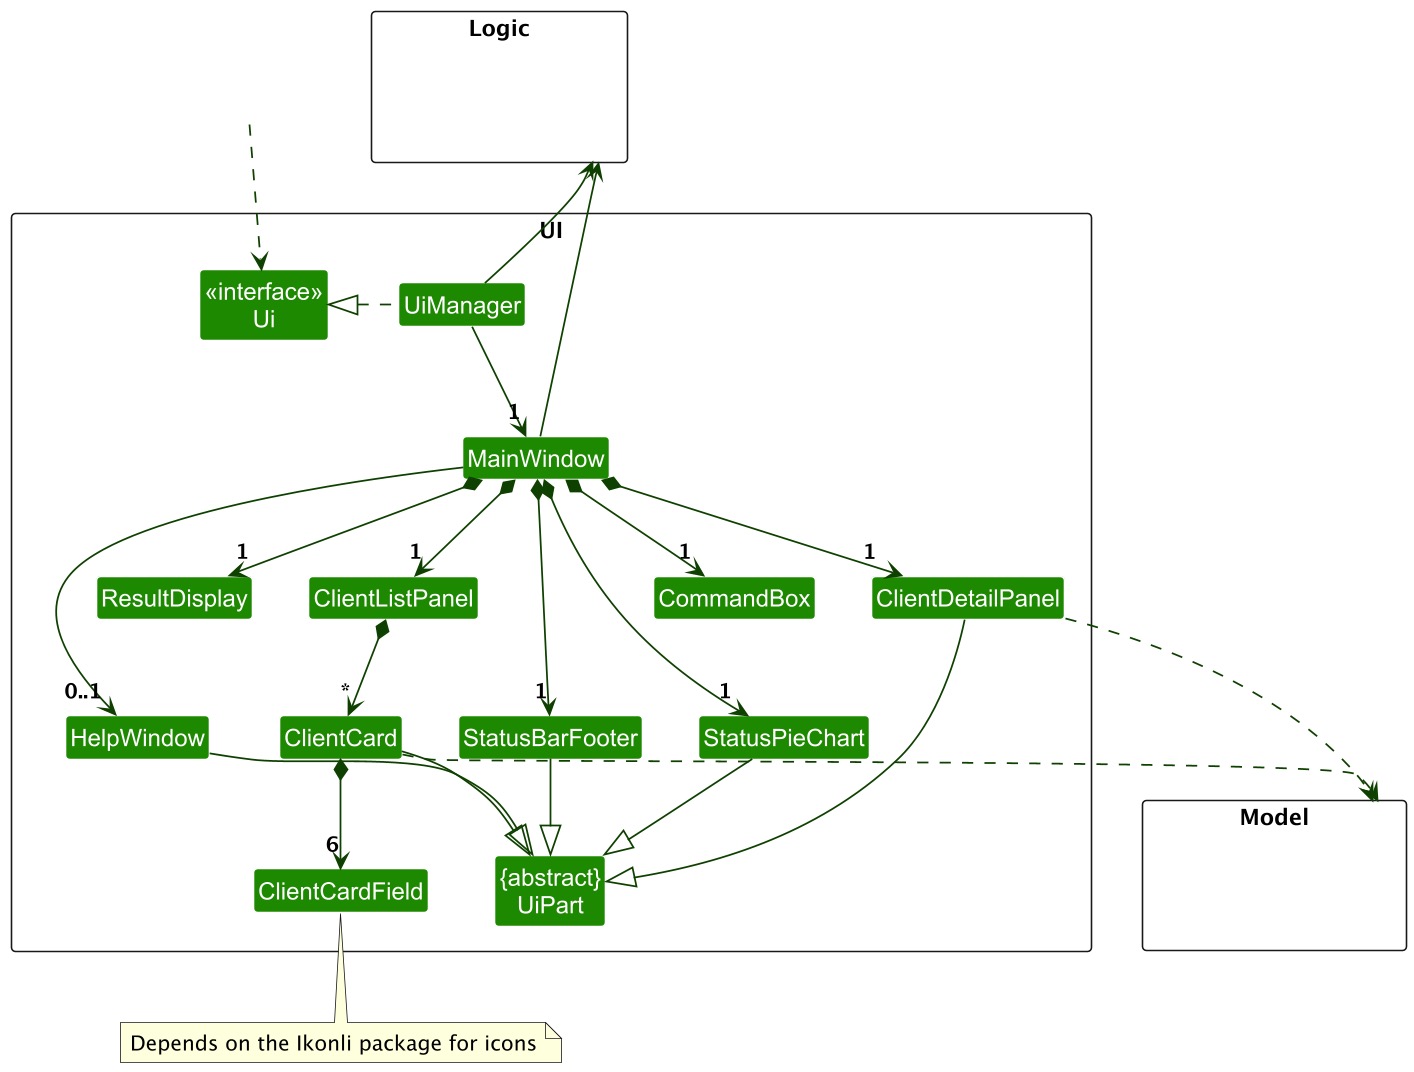 Logic
UI
«interface»
Ui
UiManager
1
MainWindow
1
1
1
1
ResultDisplay
ClientListPanel
CommandBox
ClientDetailPanel
0..1
*
1
1
HelpWindow
ClientCard
StatusBarFooter
StatusPieChart
Model
6
ClientCardField
{abstract}
UiPart
Depends on the Ikonli package for icons